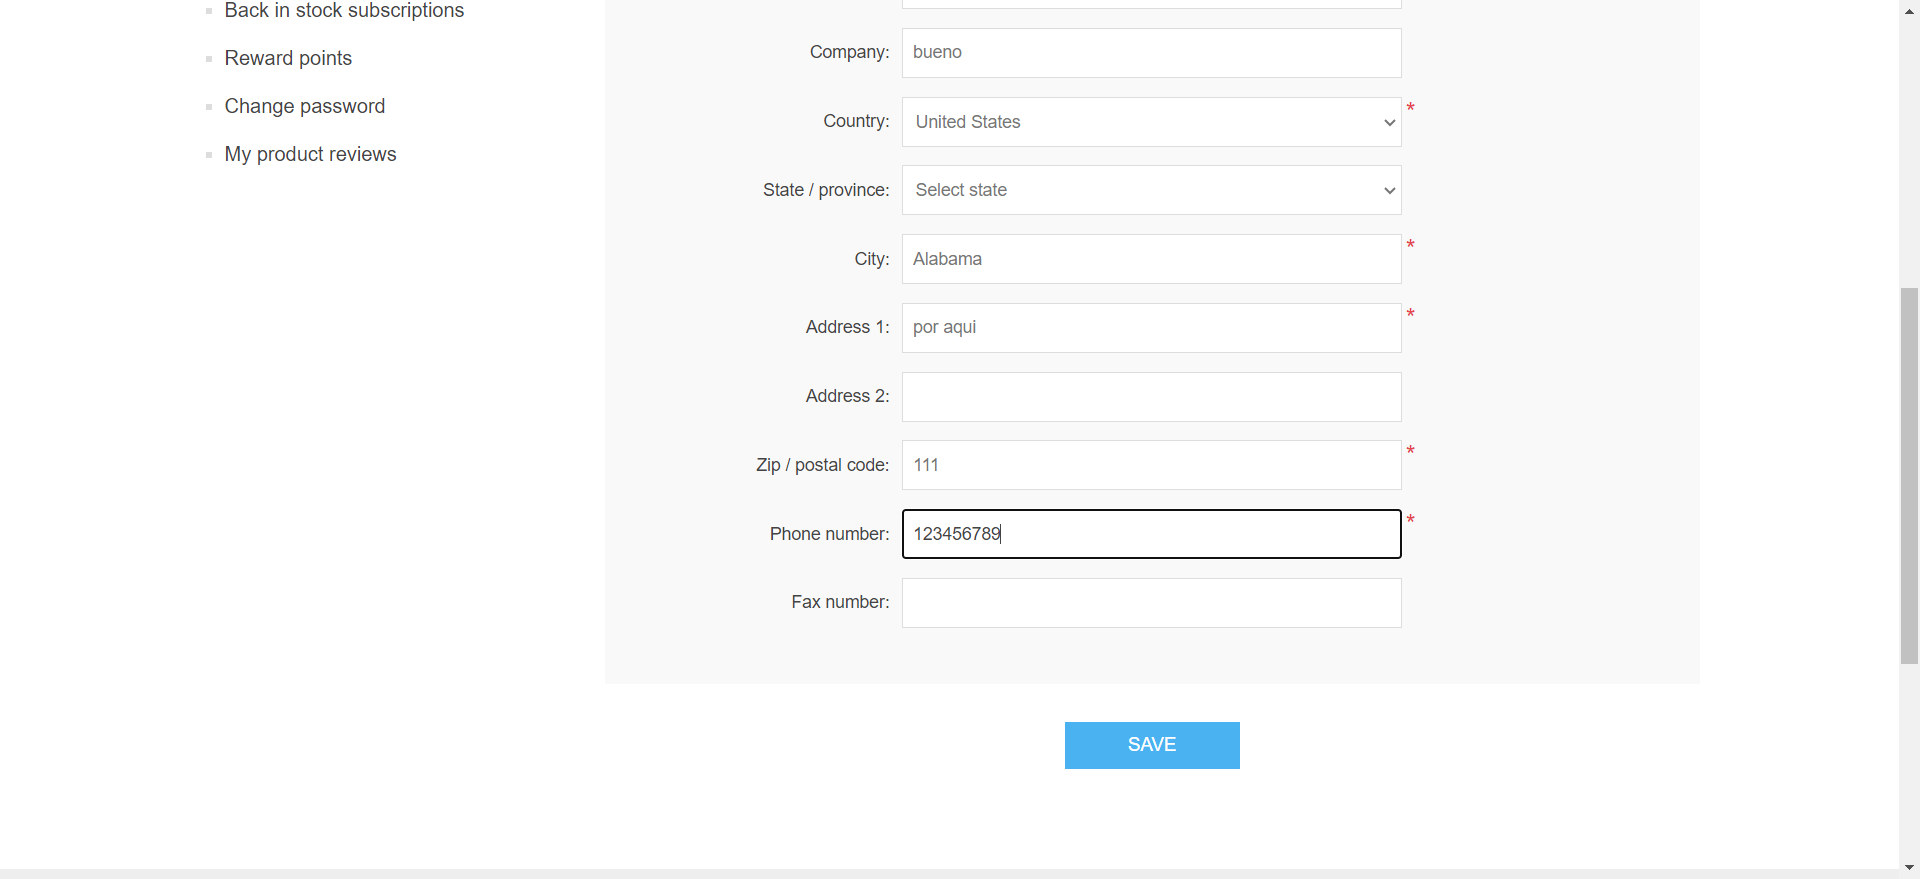 Back in stock subscriptions
Reward points
Change password
My product reviews
Company: bueno
Country: United States *
State / province: Select state
City: Alabama *
Address 1: por aqui *
Address 2:
Zip / postal code: 111 *
Phone number: 123456789 *
Fax number:
SAVE